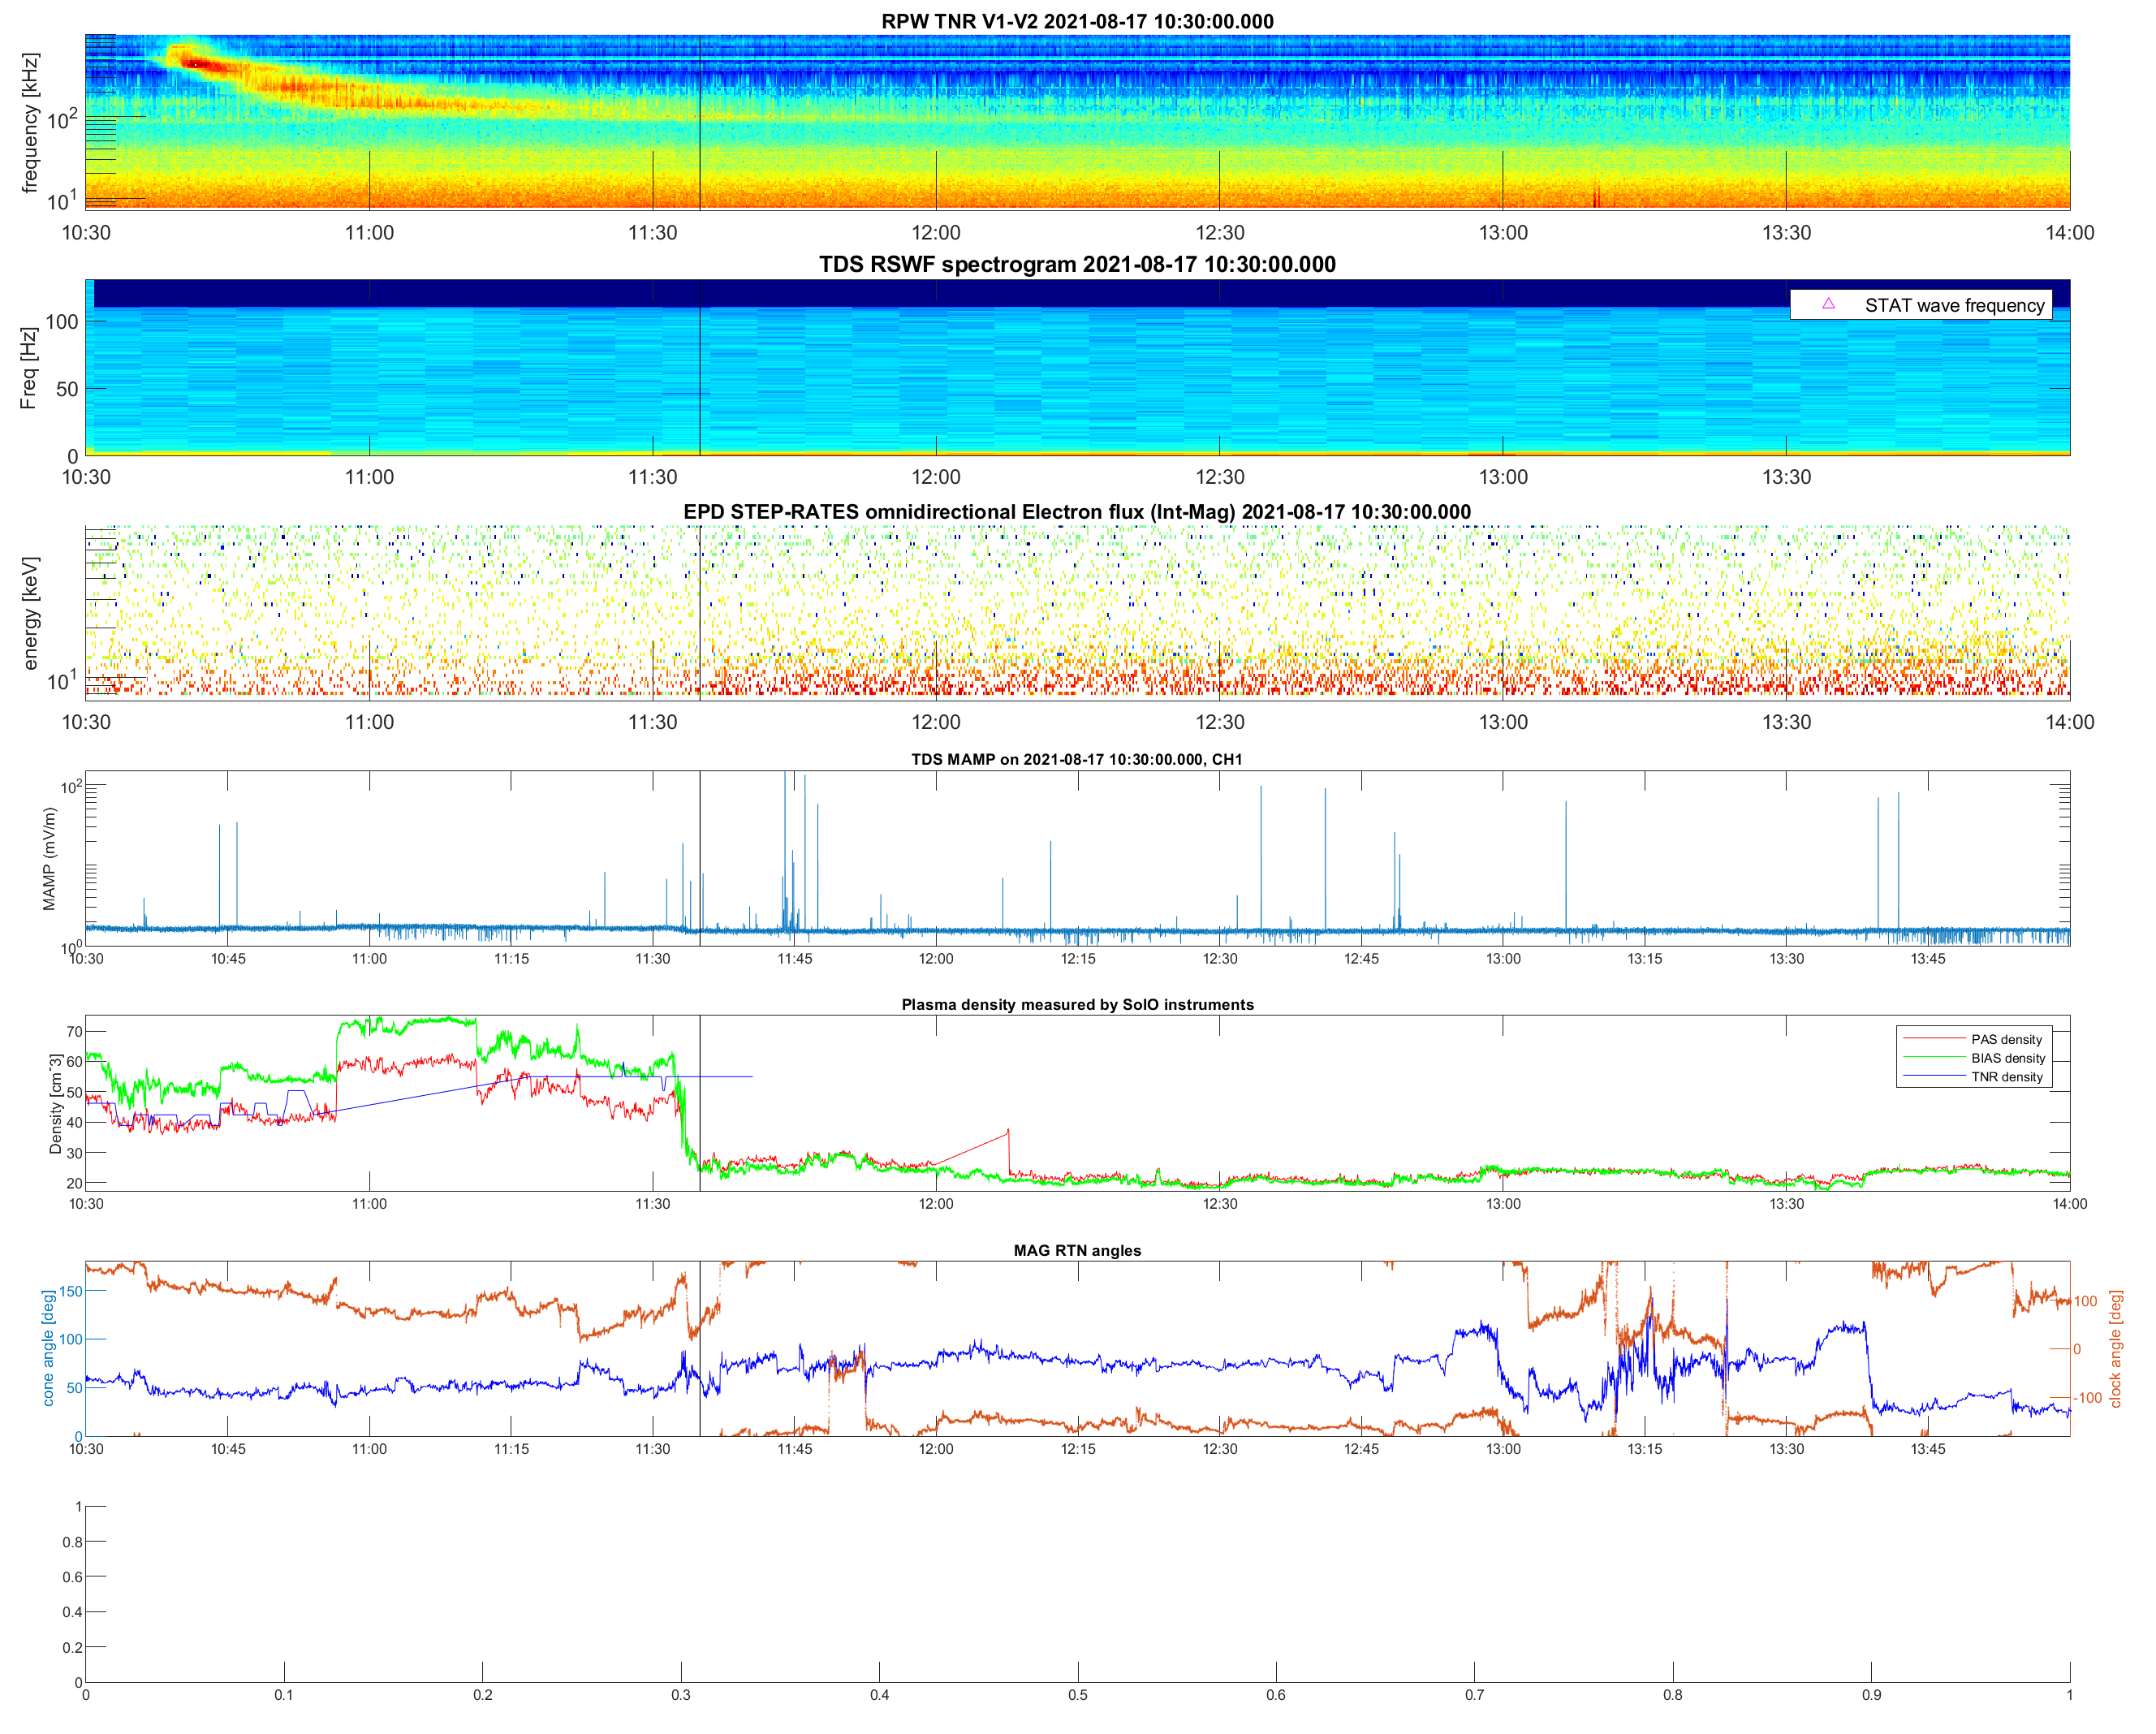 RPW TNR V1-V2 2021-08-17 10:30:00.000
frequency [kHz]
10²
10¹
10:30 11:00 11:30 12:00 12:30 13:00 13:30 14:00
TDS RSWF spectrogram 2021-08-17 10:30:00.000
STAT wave frequency
Freq [Hz]
100
50
0
10:30 11:00 11:30 12:00 12:30 13:00 13:30
EPD STEP-RATES omnidirectional Electron flux (Int-Mag) 2021-08-17 10:30:00.000
energy [keV]
10¹
10:30 11:00 11:30 12:00 12:30 13:00 13:30 14:00
TDS MAMP on 2021-08-17 10:30:00.000, CH1
MAMP (mV/m)
10²
10⁰
10:30 10:45 11:00 11:15 11:30 11:45 12:00 12:15 12:30 12:45 13:00 13:15 13:30 13:45
Plasma density measured by SolO instruments
PAS density
BIAS density
TNR density
Density [cm^3]
70
60
50
40
30
20
10:30 11:00 11:30 12:00 12:30 13:00 13:30 14:00
MAG RTN angles
cone angle [deg]
150
100
50
0
clock angle [deg]
100
0
-100
10:30 10:45 11:00 11:15 11:30 11:45 12:00 12:15 12:30 12:45 13:00 13:15 13:30 13:45
1
0.8
0.6
0.4
0.2
0
0 0.1 0.2 0.3 0.4 0.5 0.6 0.7 0.8 0.9 1